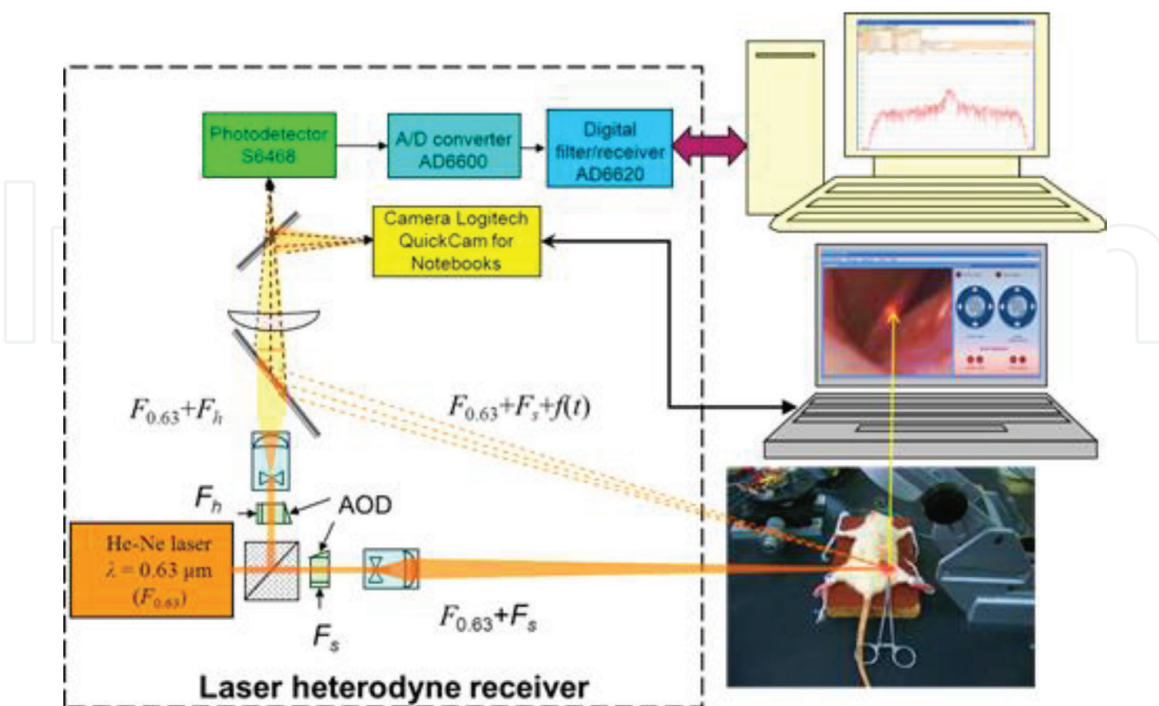 Photodetector
S6468
A/D converter
AD6600
Digital
filter/receiver
AD6620
Camera Logitech
QuickCam for
Notebooks
F0.63+Fh
F0.63+Fs+f(t)
Fh
AOD
He-Ne laser
λ = 0.63 μm
(F0.63)
Fs
F0.63+Fs
Laser heterodyne receiver